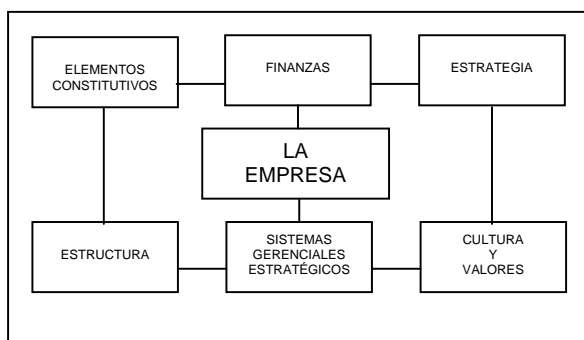 ELEMENTOS
CONSTITUTIVOS
FINANZAS
ESTRATEGIA
LA
EMPRESA
ESTRUCTURA
SISTEMAS
GERENCIALES
ESTRATÉGICOS
CULTURA
Y
VALORES